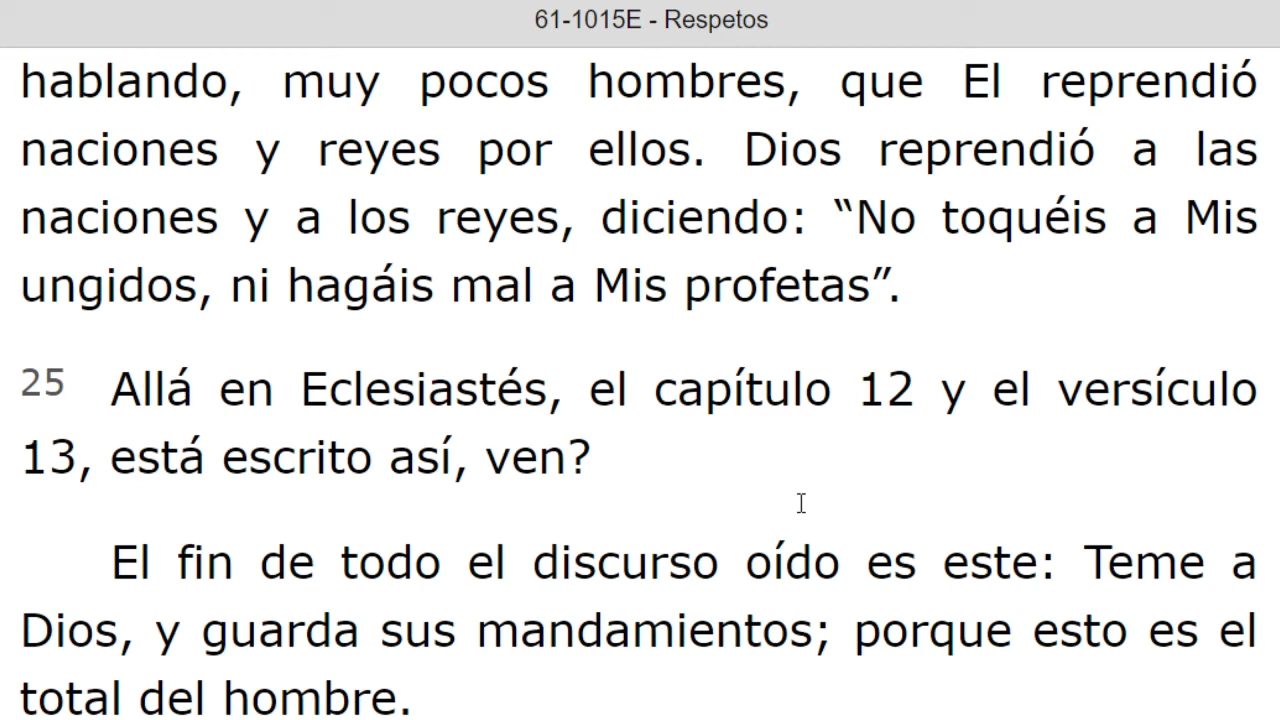 61-1015E - Respetos
hablando, muy pocos hombres, que El reprendió
naciones y reyes por ellos. Dios reprendió a las
naciones y a los reyes, diciendo: “No toquéis a Mis
ungidos, ni hagáis mal a Mis profetas”.
25 Allá en Eclesiastés, el capítulo 12 y el versículo
13, está escrito así, ven?
El fin de todo el discurso oído es este: Teme a
Dios, y guarda sus mandamientos; porque esto es el
total del hombre.